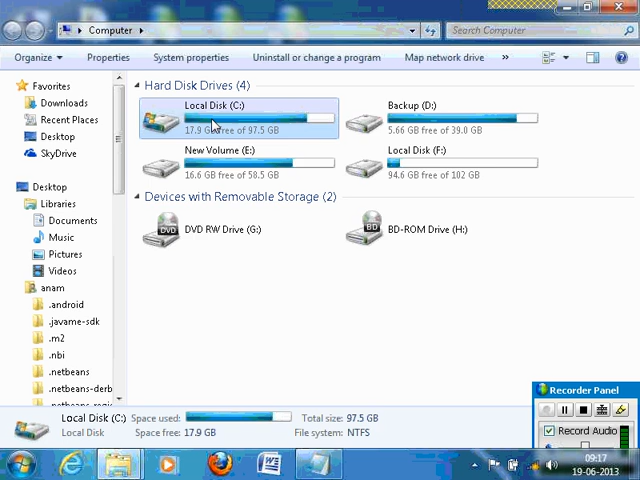 Computer
Search Computer
Organize
Properties
System properties
Uninstall or change a program
Map network drive
»
Favorites
Downloads
Recent Places
Desktop
SkyDrive
Desktop
Libraries
Documents
Music
Pictures
Videos
anam
.android
.javame-sdk
.m2
.nbi
.netbeans
.netbeans-derb
Hard Disk Drives (4)
Local Disk (C:)
17.9 GB free of 97.5 GB
Backup (D:)
5.66 GB free of 39.0 GB
New Volume (E:)
16.6 GB free of 58.5 GB
Local Disk (F:)
94.6 GB free of 102 GB
Devices with Removable Storage (2)
DVD
DVD RW Drive (G:)
BD
BD-ROM Drive (H:)
Local Disk (C:) Space used: Total size: 97.5 GB
Local Disk Space free: 17.9 GB File system: NTFS
Recorder Panel
Record Audio
09:17
19-06-2013